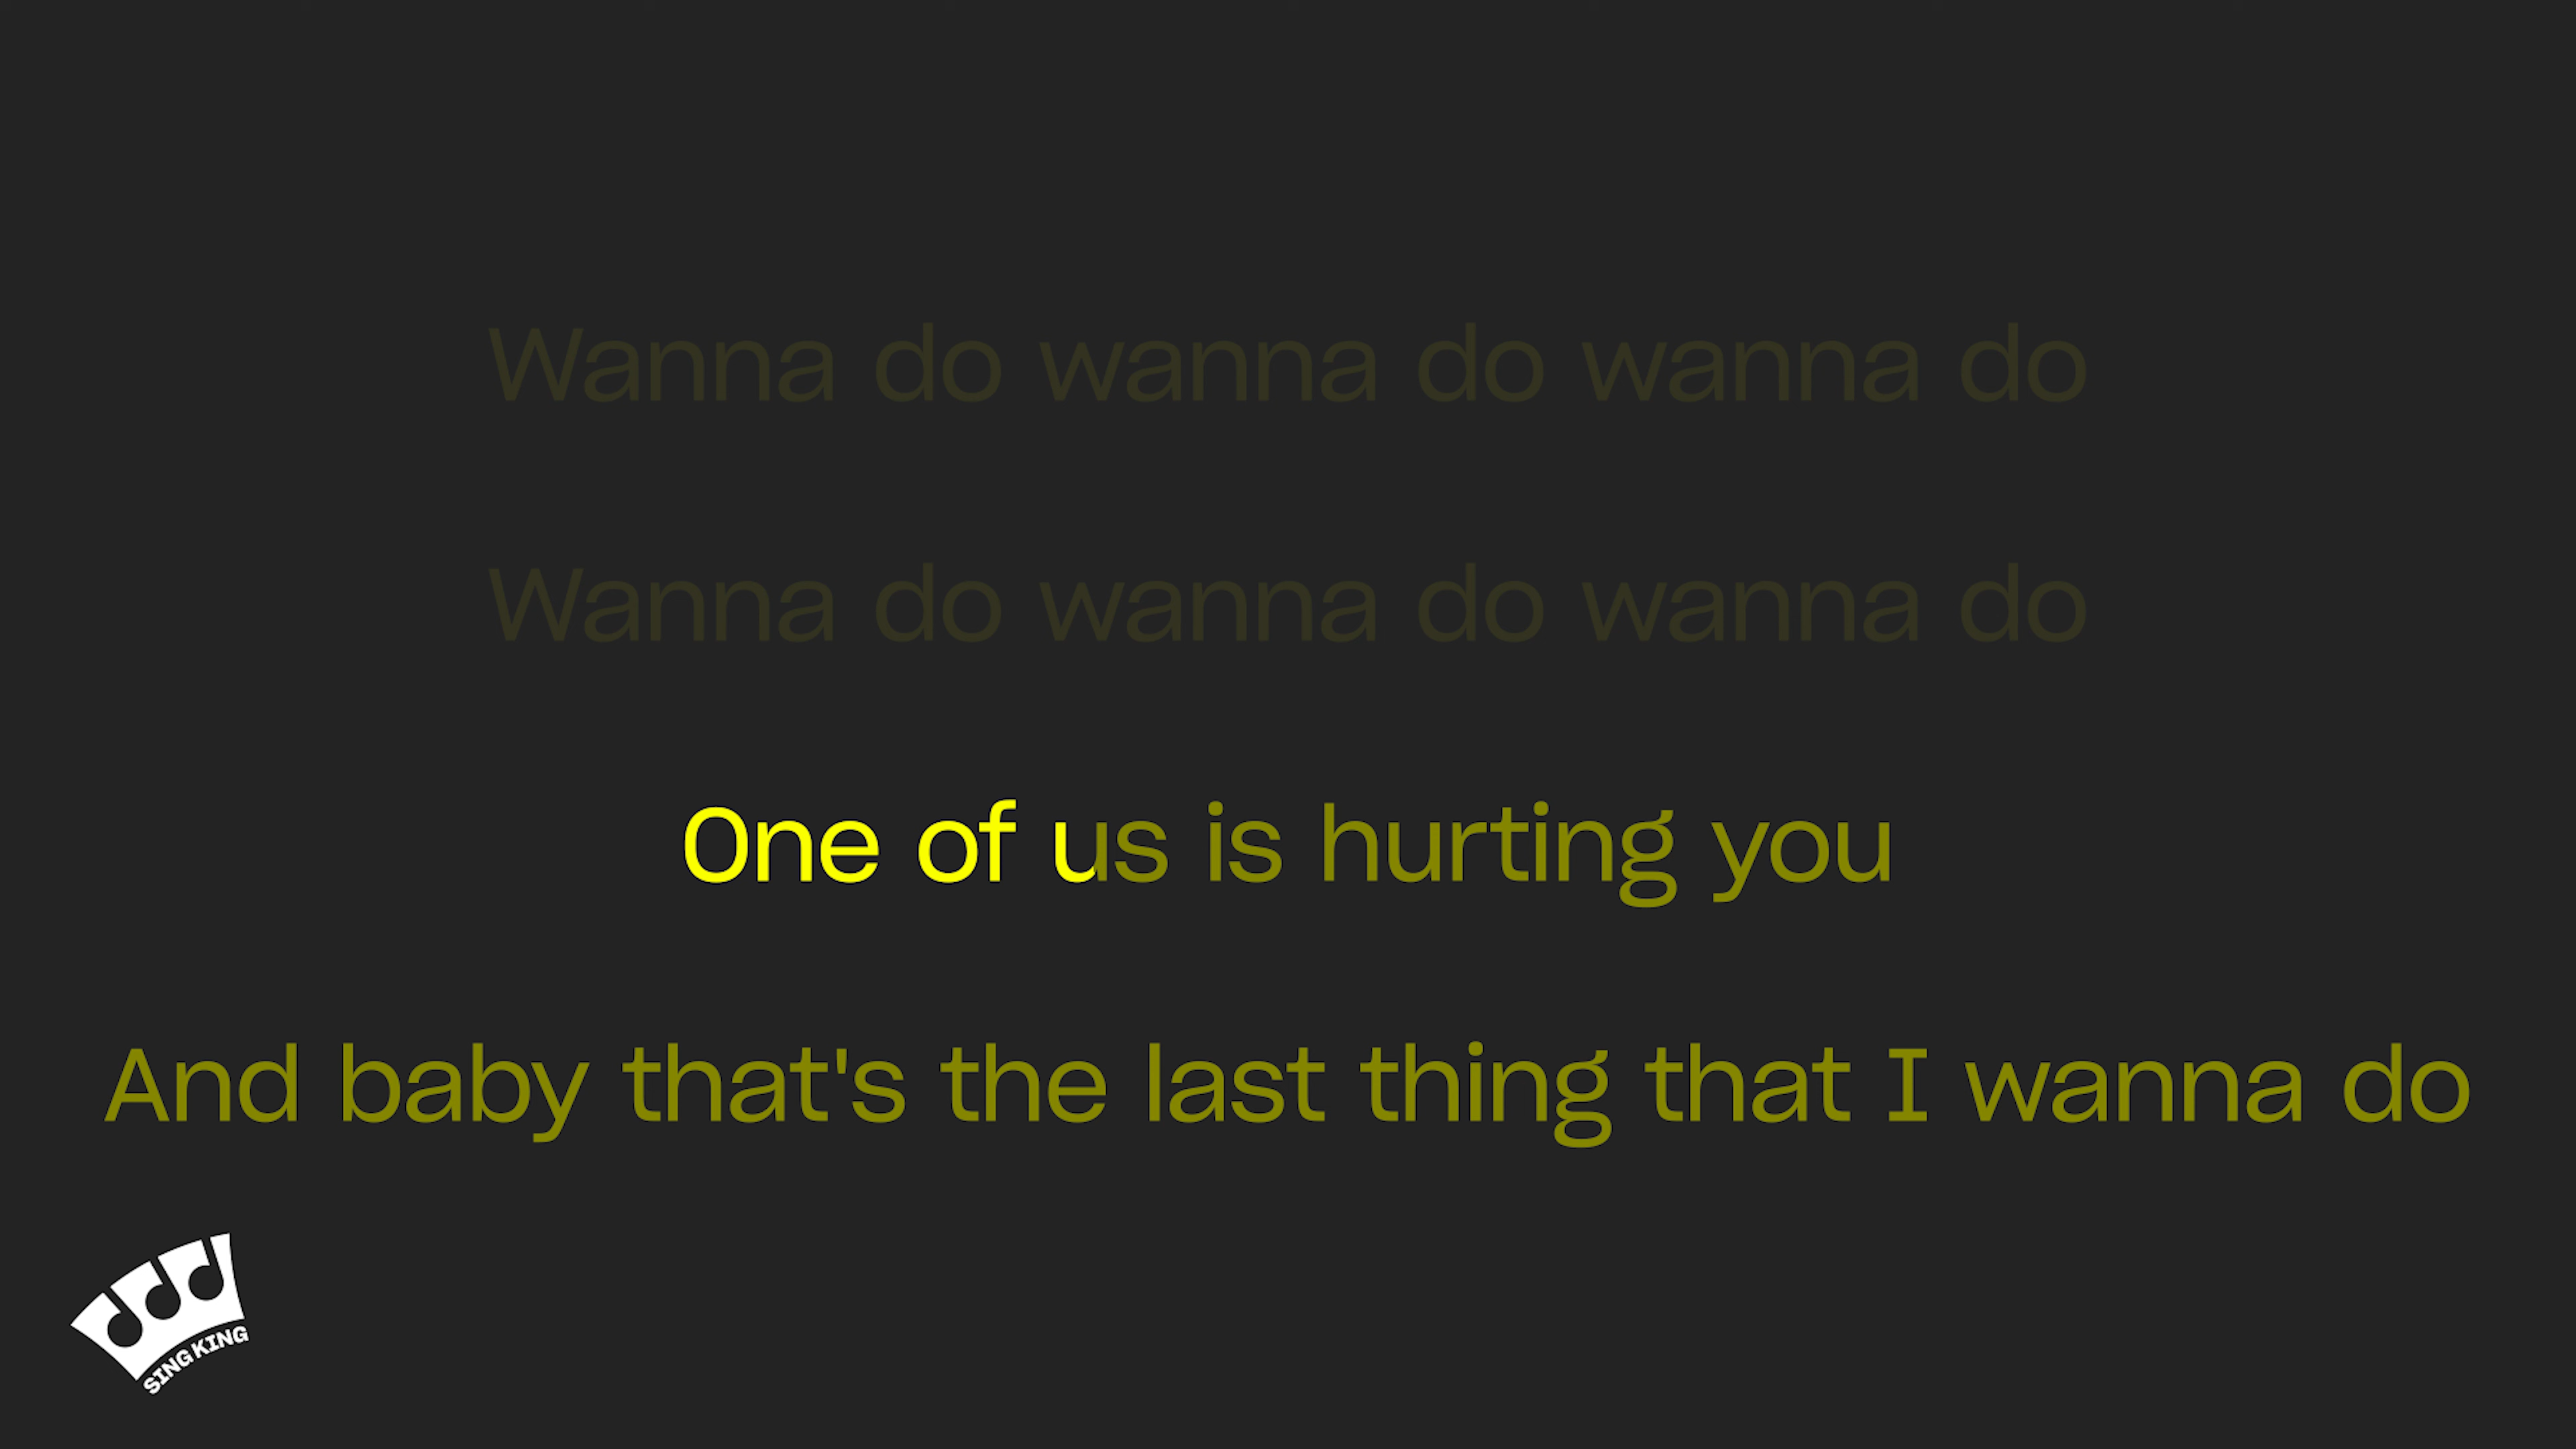 Wanna do wanna do wanna do
Wanna do wanna do wanna do
One of us is hurting you
And baby that's the last thing that I wanna do
SING KING